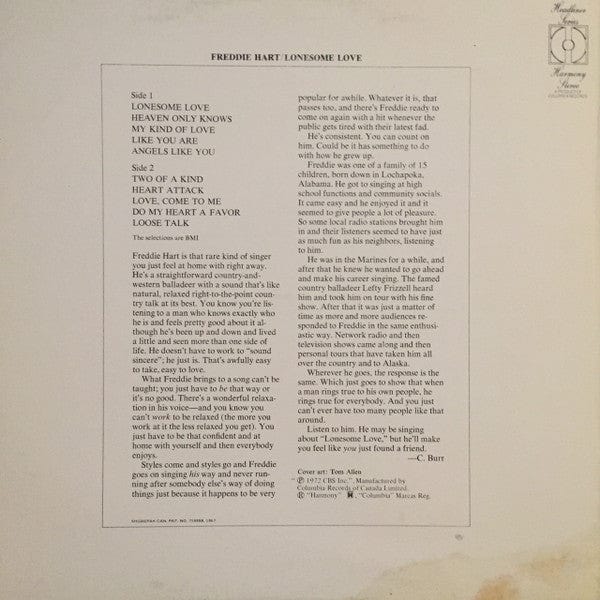 Headliner
Series
Harmony
Stereo
A PRODUCT OF
COLUMBIA RECORDS
FREDDIE HART/LONESOME LOVE
Side 1
LONESOME LOVE
HEAVEN ONLY KNOWS
MY KIND OF LOVE
LIKE YOU ARE
ANGELS LIKE YOU
Side 2
TWO OF A KIND
HEART ATTACK
LOVE, COME TO ME
DO MY HEART A FAVOR
LOOSE TALK
The selections are BMI
Freddie Hart is that rare kind of singer
you just feel at home with right away.
He's a straightforward country-and-
western balladeer with a sound that's like
natural, relaxed right-to-the-point coun-
try talk at its best. You know you're lis-
tening to a man who knows exactly who
he is and feels pretty good about it al-
though he's been up and down and lived
a little and seen more than one side of
life. He doesn't have to work to "sound
sincere"; he just is. That's awfully easy
to take, easy to love.
What Freddie brings to a song can't be
taught; you just have to be that way or
it's no good. There's a wonderful relaxa-
tion in his voice—and you know you
can't work to be relaxed (the more you
work at it the less relaxed you get). You
just have to be that confident and at
home with yourself and then everybody
enjoys.
Styles come and styles go and Freddie
goes on singing his way and never run-
ning after somebody else's way of doing
things just because it happens to be very
popular for awhile. Whatever it is, that
passes too, and there's Freddie ready to
come on again with a hit whenever the
public gets tired with their latest fad.
He's consistent. You can count on
him. Could it be has something to do
with how be grew up.
Freddie was one of a family of 15
children, born down in Lochapoka,
Alabama. He got to singing at high
school functions and community socials.
It came easy and he enjoyed it and it
seemed to give people a lot of pleasure.
So some local radio stations brought him
in and their listeners seemed to have just
as much fun as his neighbors, listening
to him.
He was in the Marines for a while, and
after that he knew he wanted to go ahead
and make his career singing. The famed
country balladeer Lefty Frizzell heard
him and took him on tour with his fine
show. After that it was just a matter of
time as more and more audiences re-
sponded to Freddie in the same enthusi-
astic way. Network radio and then
television shows came along and then
personal tours that have taken him all
over the country and to Alaska.
Wherever he goes, the response is the
same. Which just goes to show that when
a man rings true to his own people, he
rings true for everybody. And you just
can't ever have too many people like that
around.
Listen to him. He may be singing
about "Lonesome Love," but he'll make
you feel like you just found a friend.
—C. Burr
Cover art: Tom Allen
" Ⓟ 1972 CBS Inc.", Manufactured by
Columbia Records of Canada Limited.
® "Harmony" "Columbia" Marcas Reg.
SHOREPAK CAN. PAT. NO.